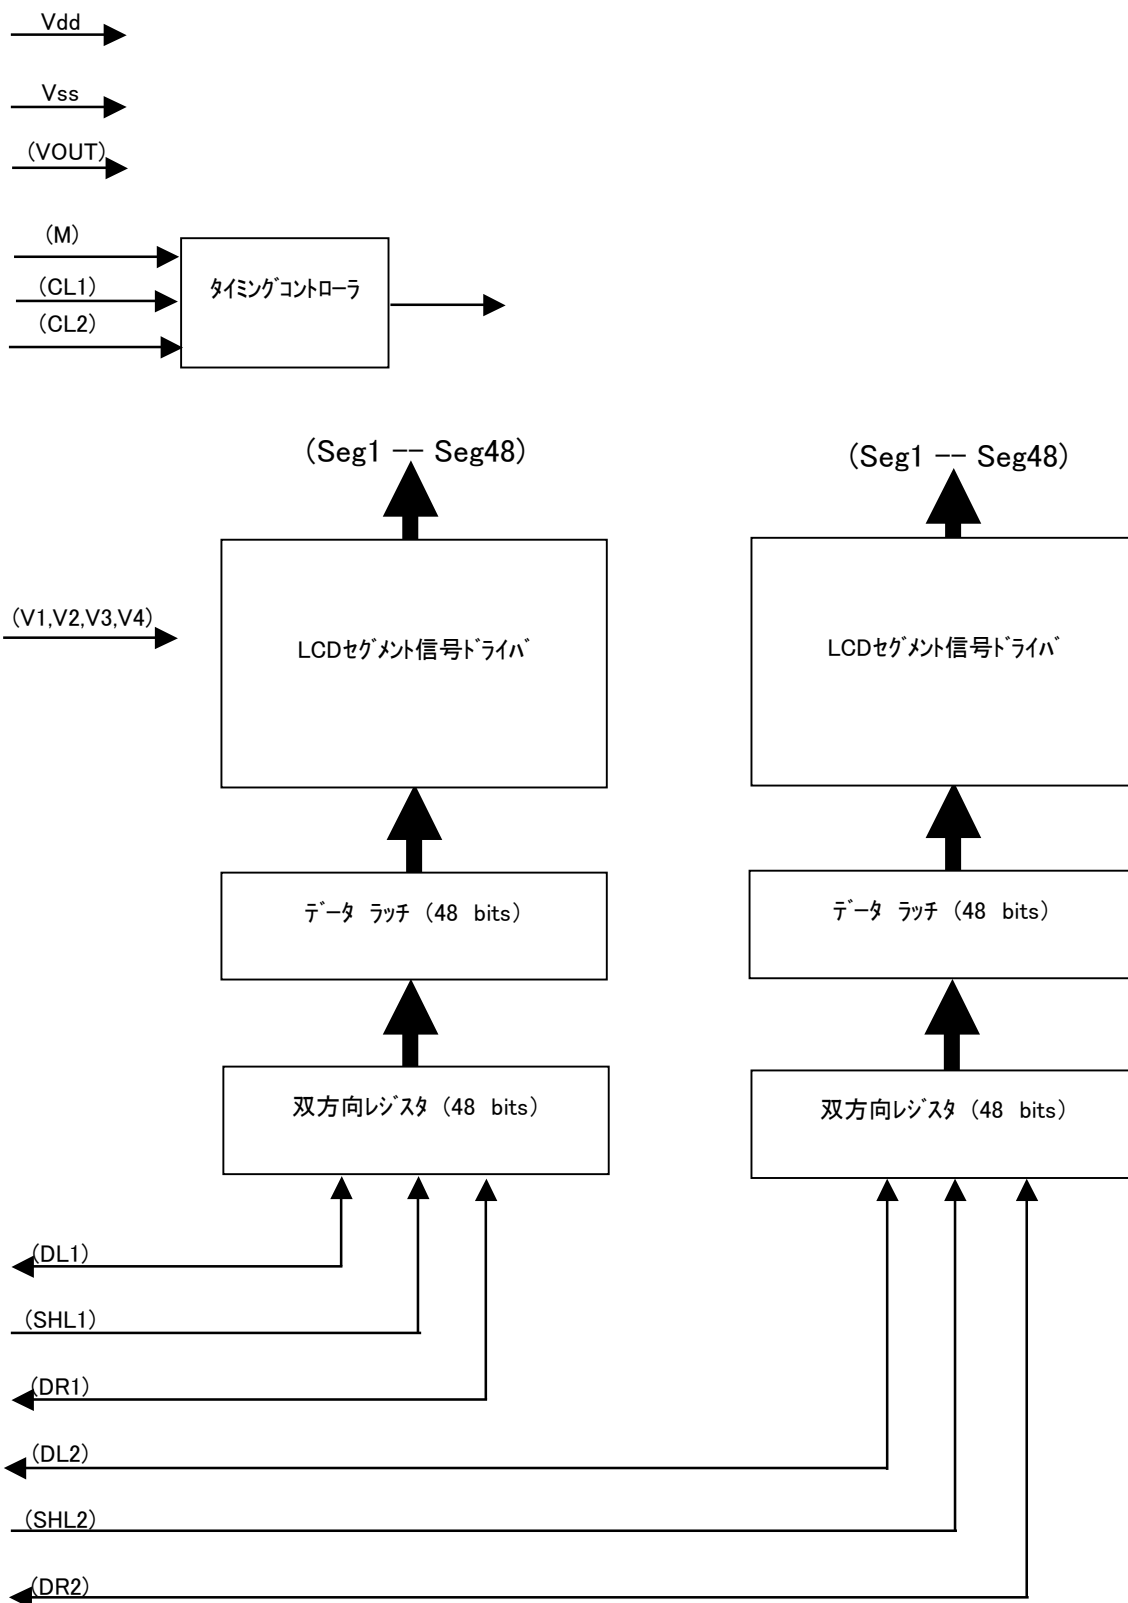 Vdd
Vss
(VOUT)
(M)
(CL1)
(CL2)
ﾀｲﾐﾝｸﾞｺﾝﾄﾛｰﾗ
(Seg1 -- Seg48)
(Seg1 -- Seg48)
(V1,V2,V3,V4)
LCDｾｸﾞﾒﾝﾄ信号ﾄﾞﾗｲﾊﾞ
LCDｾｸﾞﾒﾝﾄ信号ﾄﾞﾗｲﾊﾞ
ﾃﾞｰﾀ ﾗｯﾁ (48 bits)
ﾃﾞｰﾀ ﾗｯﾁ (48 bits)
双方向ﾚｼﾞｽﾀ (48 bits)
双方向ﾚｼﾞｽﾀ (48 bits)
(DL1)
(SHL1)
(DR1)
(DL2)
(SHL2)
(DR2)